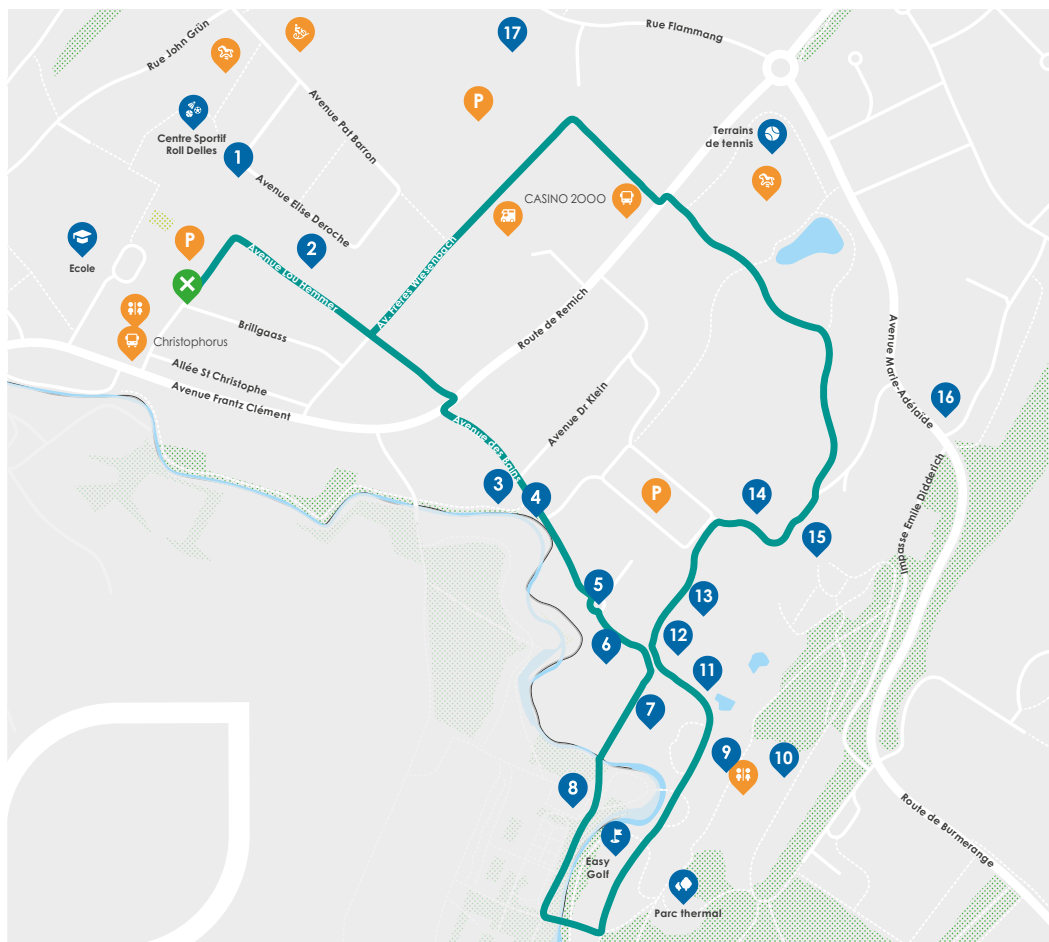 17
Rue Flammang
Rue John Grün
P
Avenue Pat Barron
Centre Sportif
Roll Delles
1
Terrains
de tennis
Avenue Elise Deroche
CASINO 2OOO
2
P
Ecole
Avenue Lou Hemmer
Av. Frères Wiesenbach
Route de Remich
Brillgaass
Christophorus
Allée St Christophe
Avenue Frantz Clément
Avenue Dr Klein
Avenue Marie-Adélaïde
16
Avenue des Bains
Impasse Emile Didderich
3
4
P
14
15
5
13
6
12
11
7
9
10
8
Easy
Golf
Route de Burmerange
Parc thermal